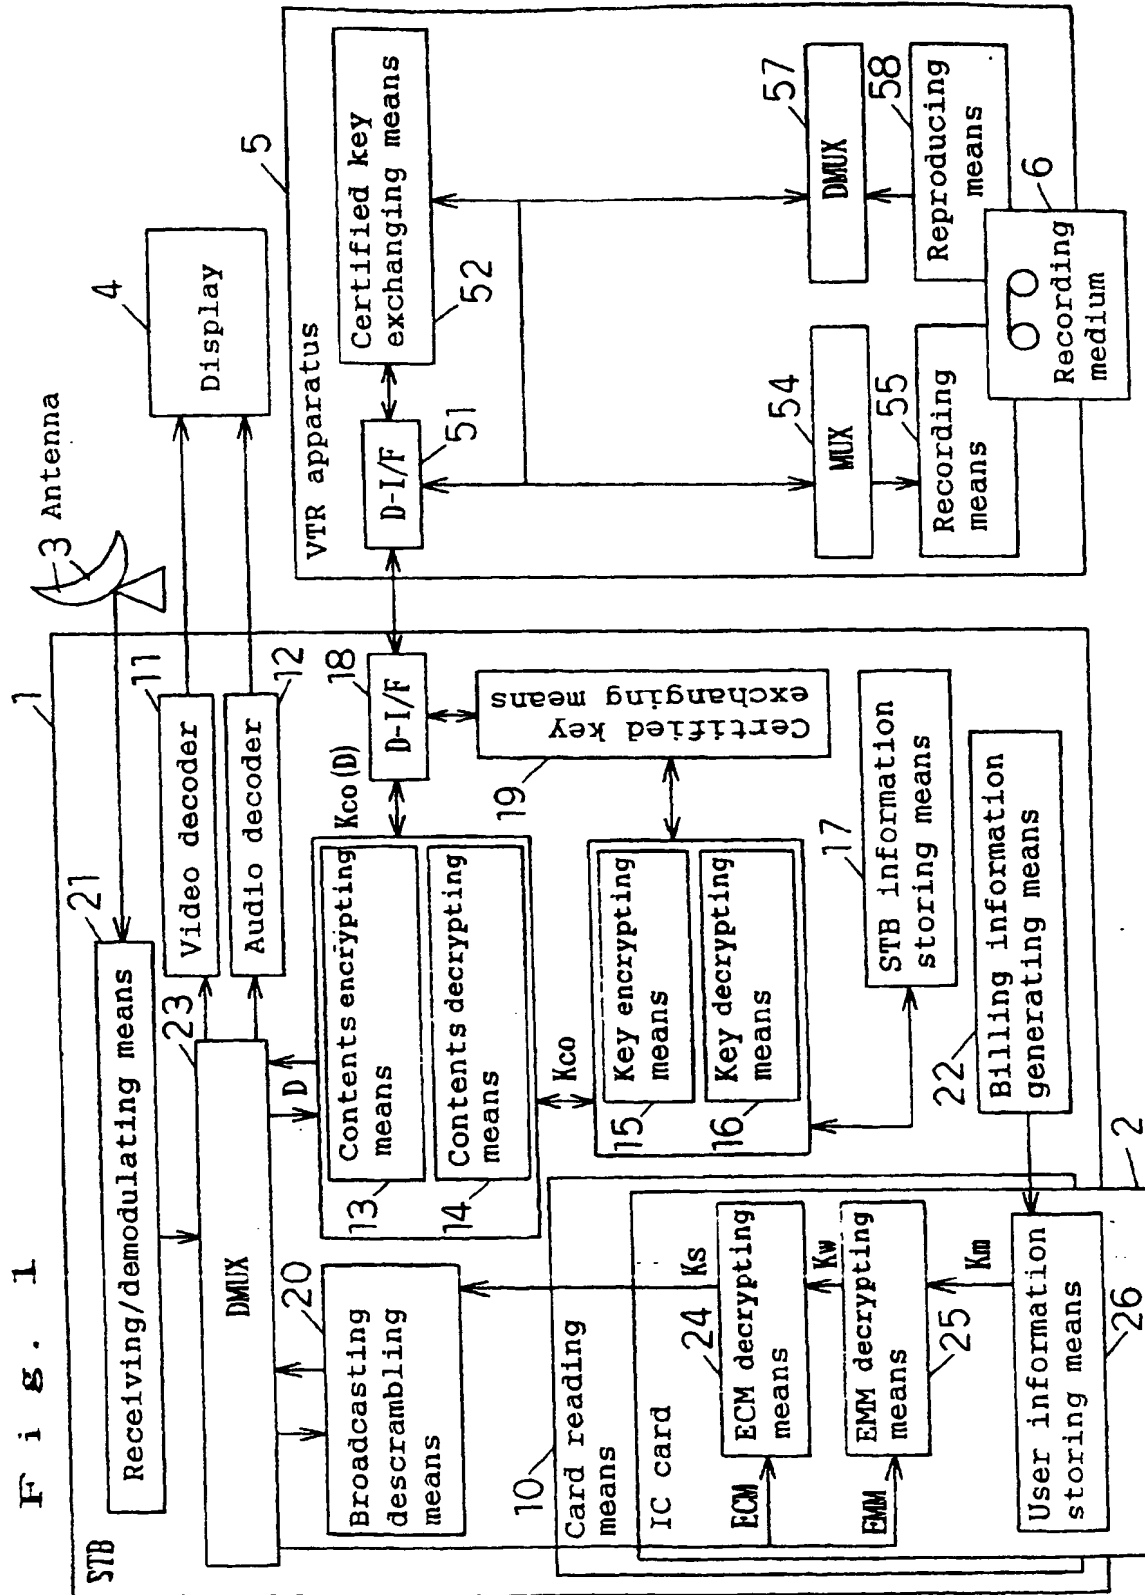 Fig. 1
STB
1
Receiving/demodulating means
21
3 Antenna
4
Display
DMUX
23
Video decoder
11
Audio decoder
12
D
Broadcasting
descrambling
means
20
Contents encrypting
means
13
Contents decrypting
means
14
Kco(D)
D-I/F
18
Certified key
exchanging means
19
Kco
Key encrypting
means
15
Key decrypting
means
16
STB information
storing means
17
Billing information
generating means
22
10
Card reading
means
IC card
2
ECM
Ks
ECM decrypting
means
24
Kw
EMM
EMM decrypting
means
25
Km
User information
storing means
26
5
VTR apparatus
D-I/F
51
Certified key
exchanging means
52
MUX
54
Recording
means
55
DMUX
57
Reproducing
means
58
Recording
medium
6